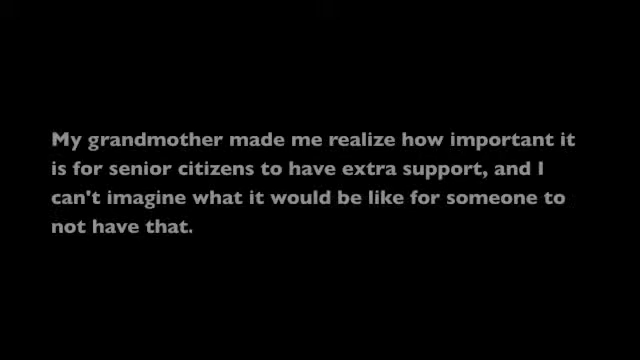 My grandmother made me realize how important it
is for senior citizens to have extra support, and I
can't imagine what it would be like for someone to
not have that.